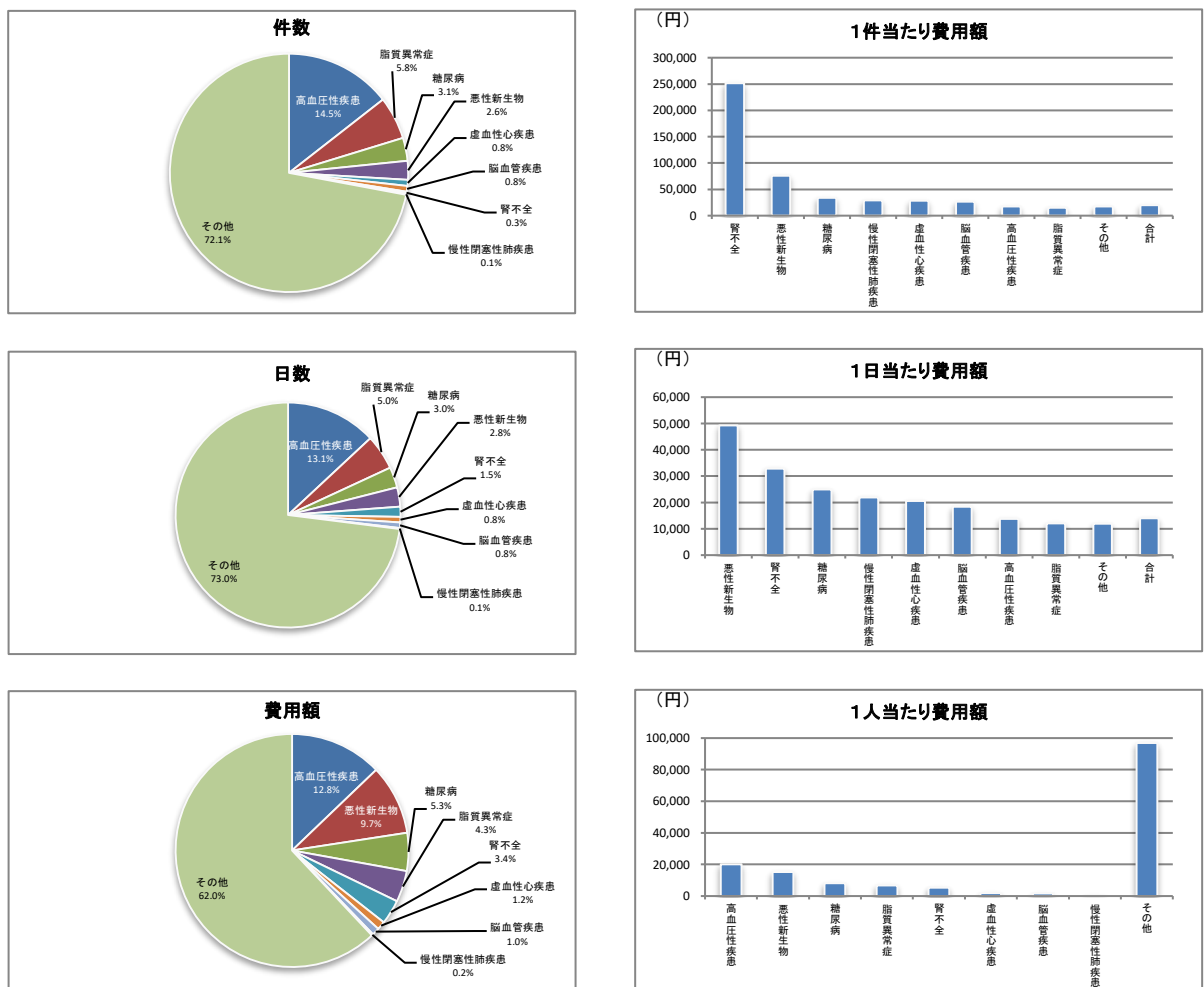 件数
高血圧性疾患
14.5%
脂質異常症
5.8%
糖尿病
3.1%
悪性新生物
2.6%
虚血性心疾患
0.8%
脳血管疾患
0.8%
腎不全
0.3%
慢性閉塞性肺疾患
0.1%
その他
72.1%
（円）
1件当たり費用額
300,000
250,000
200,000
150,000
100,000
50,000
0
腎不全
悪性新生物
糖尿病
慢性閉塞性肺疾患
虚血性心疾患
脳血管疾患
高血圧性疾患
脂質異常症
その他
合計
日数
高血圧性疾患
13.1%
脂質異常症
5.0%
糖尿病
3.0%
悪性新生物
2.8%
腎不全
1.5%
虚血性心疾患
0.8%
脳血管疾患
0.8%
慢性閉塞性肺疾患
0.1%
その他
73.0%
（円）
1日当たり費用額
60,000
50,000
40,000
30,000
20,000
10,000
0
悪性新生物
腎不全
糖尿病
慢性閉塞性肺疾患
虚血性心疾患
脳血管疾患
高血圧性疾患
脂質異常症
その他
合計
費用額
高血圧性疾患
12.8%
悪性新生物
9.7%
糖尿病
5.3%
脂質異常症
4.3%
腎不全
3.4%
虚血性心疾患
1.2%
脳血管疾患
1.0%
慢性閉塞性肺疾患
0.2%
その他
62.0%
（円）
1人当たり費用額
100,000
80,000
60,000
40,000
20,000
0
高血圧性疾患
悪性新生物
糖尿病
脂質異常症
腎不全
虚血性心疾患
脳血管疾患
慢性閉塞性肺疾患
その他